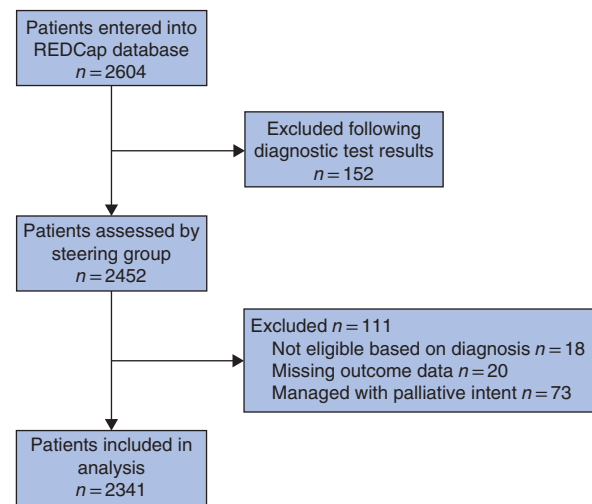 Patients entered into
REDCap database
n = 2604
Excluded following
diagnostic test results
n = 152
Patients assessed by
steering group
n = 2452
Excluded n = 111
Not eligible based on diagnosis n = 18
Missing outcome data n = 20
Managed with palliative intent n = 73
Patients included in
analysis
n = 2341